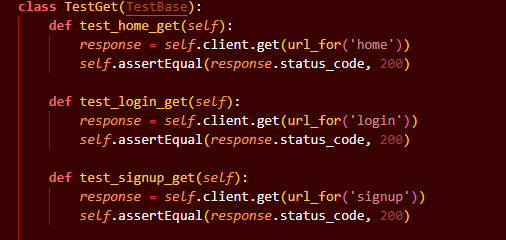 class TestGet(TestBase):
    def test_home_get(self):
        response = self.client.get(url_for('home'))
        self.assertEqual(response.status_code, 200)
    def test_login_get(self):
        response = self.client.get(url_for('login'))
        self.assertEqual(response.status_code, 200)
    def test_signup_get(self):
        response = self.client.get(url_for('signup'))
        self.assertEqual(response.status_code, 200)